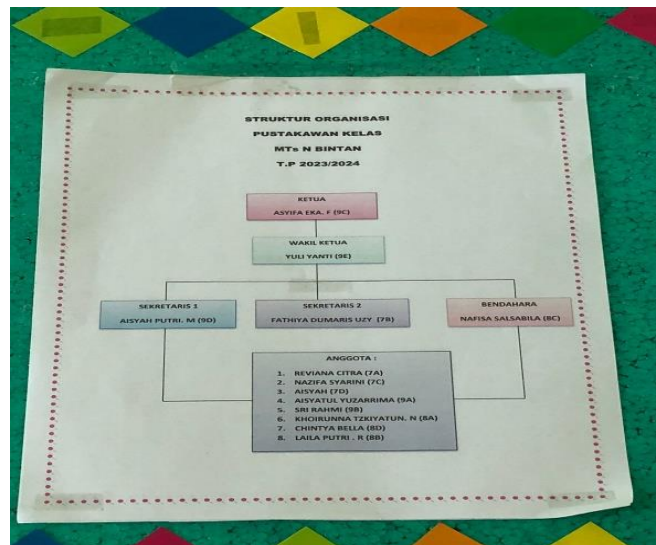 STRUKTUR ORGANISASI
PUSTAKAWAN KELAS
MTs N BINTAN
T.P 2023/2024
KETUA
ASYIFA EKA. F (9C)
WAKIL KETUA
YULI YANTI (9E)
SEKRETARIS 1
AISYAH PUTRI. M (9D)
SEKRETARIS 2
FATHIYA DUMARIS UZY (7B)
BENDAHARA
NAFISA SALSABILA (8C)
ANGGOTA :
1. REVIANA CITRA (7A)
2. NAZIFA SYARINI (7C)
3. AISYAH (7D)
4. AISYATUL YUZARRIMA (9A)
5. SRI RAHMI (9B)
6. KHOIRUNNA TZKIYATUN. N (8A)
7. CHINTYA BELLA (8D)
8. LAILA PUTRI . R (8B)